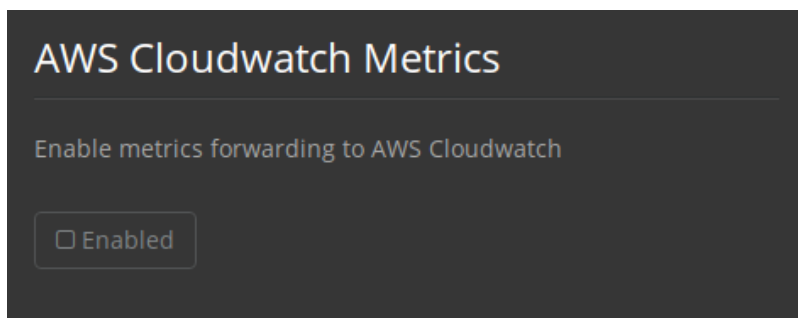 AWS Cloudwatch Metrics
Enable metrics forwarding to AWS Cloudwatch
Enabled